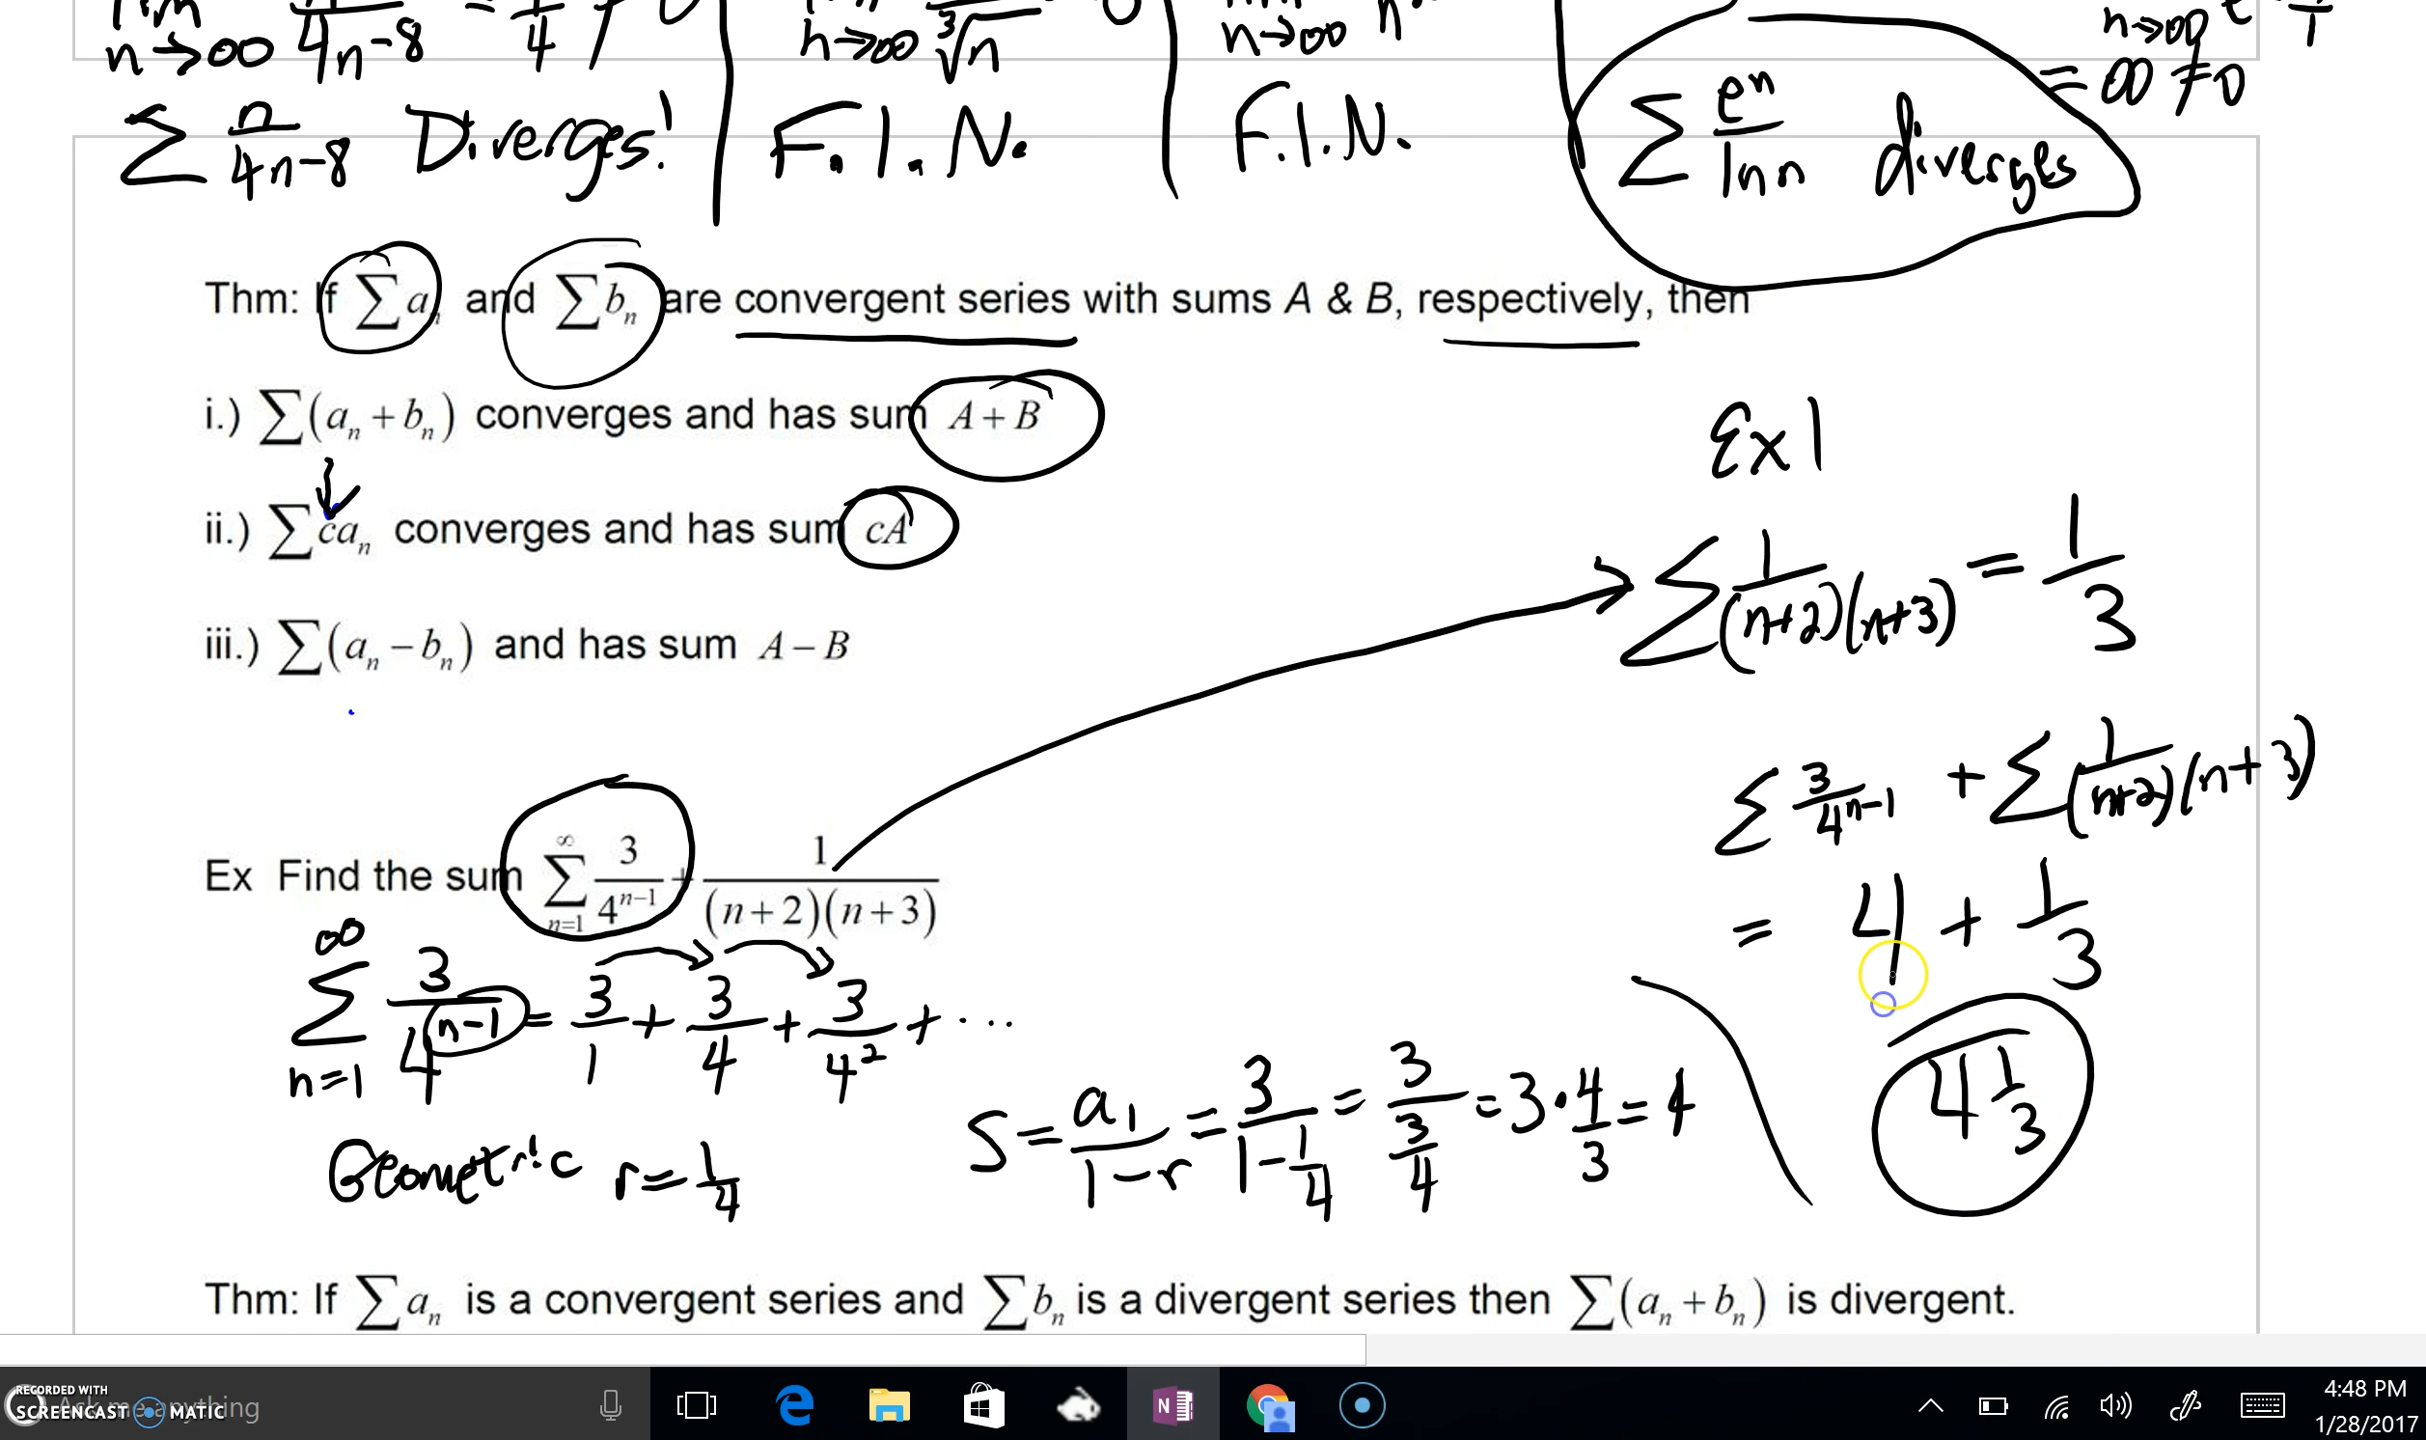 n→∞ 4n-8 = 1/4 ≠ 0 n→∞ ∛n n→∞ n n→∞
= ∞ ≠ 0
∑ n/(4n-8) Diverges! F.I.N. F.I.N. ∑ eⁿ/ln n diverges
Thm: If ∑aₙ and ∑bₙ are convergent series with sums A & B, respectively, then
i.) ∑(aₙ + bₙ) converges and has sum A + B
Ex 1
ii.) ∑caₙ converges and has sum cA
∑ 1/((n+2)(n+3)) = 1/3
iii.) ∑(aₙ − bₙ) and has sum A − B
∑ 3/4ⁿ⁻¹ + ∑ 1/((n+2)(n+3))
Ex Find the sum ∑_{n=1}^{∞} 3/4ⁿ⁻¹ + 1/((n+2)(n+3))
= 4 + 1/3
∑_{n=1}^{∞} 3/4ⁿ⁻¹ = 3/1 + 3/4 + 3/4² + ...
4 1/3
Geometric r = 1/4 S = a₁/(1-r) = 3/(1-1/4) = 3/(3/4) = 3·4/3 = 4
Thm: If ∑aₙ is a convergent series and ∑bₙ is a divergent series then ∑(aₙ + bₙ) is divergent.
RECORDED WITH
SCREENCAST MATIC
Ask me anything
4:48 PM
1/28/2017